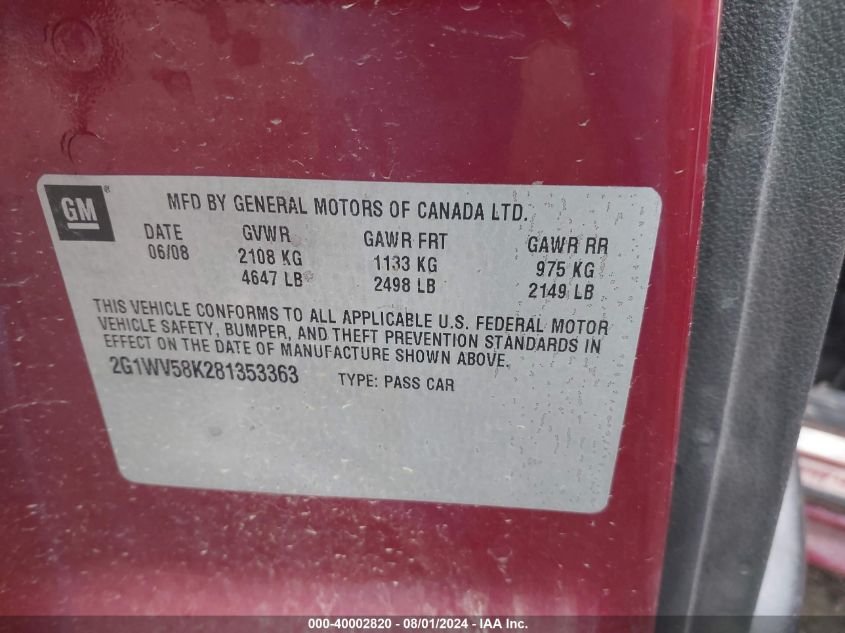 GM®
MFD BY GENERAL MOTORS OF CANADA LTD.
DATE GVWR GAWR FRT GAWR RR
06/08 2108 KG 1133 KG 975 KG
4647 LB 2498 LB 2149 LB
THIS VEHICLE CONFORMS TO ALL APPLICABLE U.S. FEDERAL MOTOR
VEHICLE SAFETY, BUMPER, AND THEFT PREVENTION STANDARDS IN
EFFECT ON THE DATE OF MANUFACTURE SHOWN ABOVE.
2G1WV58K281353363 TYPE: PASS CAR
000-40002820 - 08/01/2024 - IAA Inc.